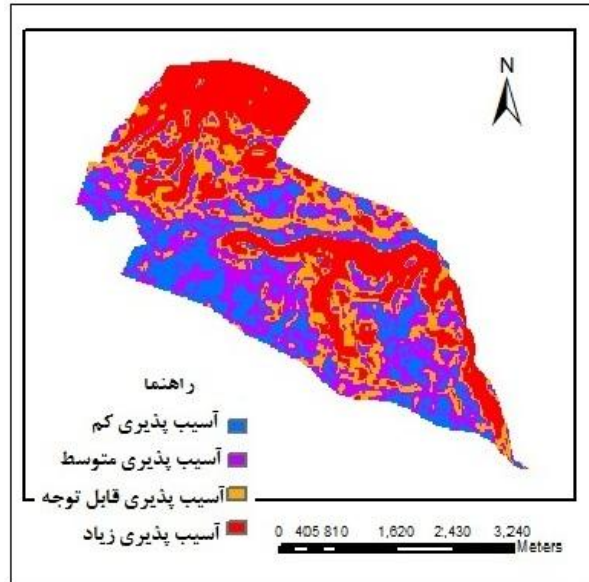 N
راهنما
آسیب پذیری کم
آسیب پذیری متوسط
آسیب پذیری قابل توجه
آسیب پذیری زیاد
0 405 810 1,620 2,430 3,240
Meters